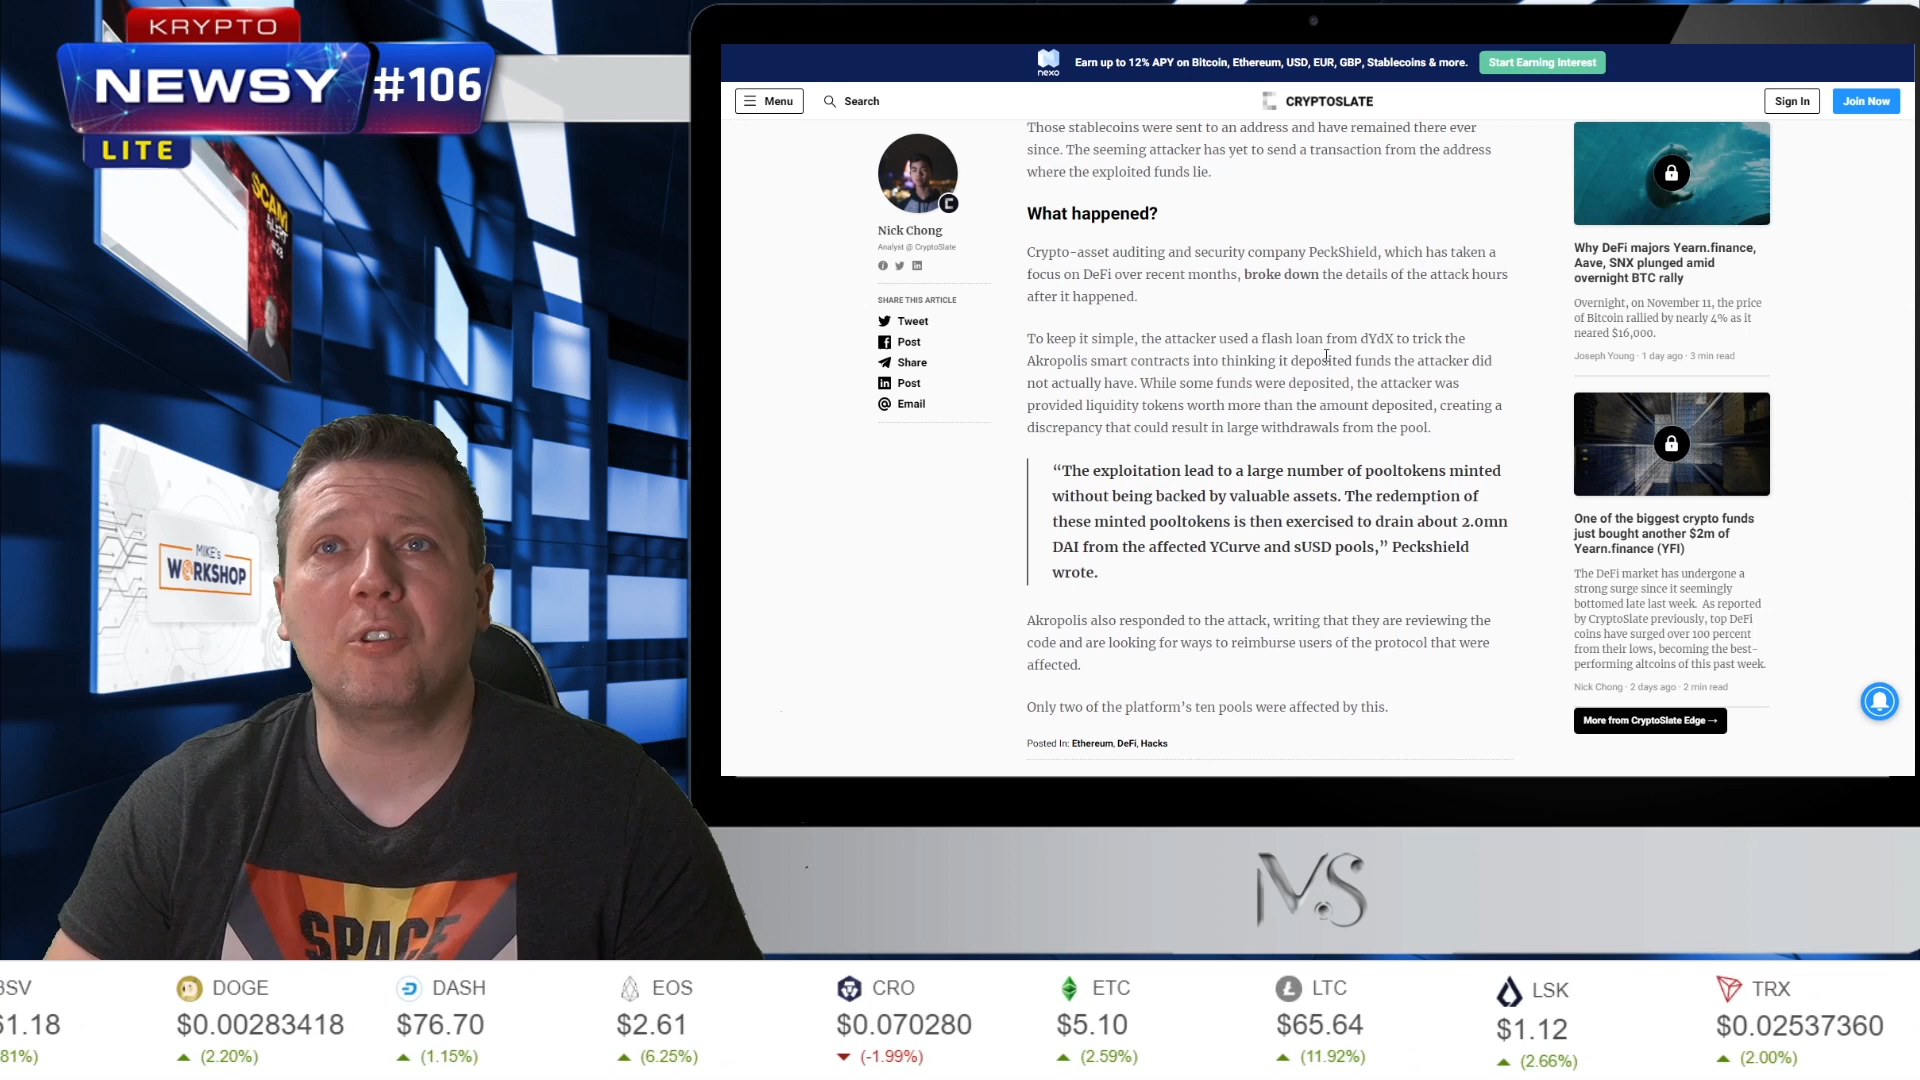 KRYPTO
NEWSY #106
LITE
SCAM
ALERT
#28
MIKE's
WORKSHOP
SPACE
nexo
Earn up to 12% APY on Bitcoin, Ethereum, USD, EUR, GBP, Stablecoins & more.
Start Earning Interest
Menu
Search
CRYPTOSLATE
Sign In
Join Now
Nick Chong
Analyst @ CryptoSlate
SHARE THIS ARTICLE
Tweet
Post
Share
Post
Email
Those stablecoins were sent to an address and have remained there ever
since. The seeming attacker has yet to send a transaction from the address
where the exploited funds lie.
What happened?
Crypto-asset auditing and security company PeckShield, which has taken a
focus on DeFi over recent months, broke down the details of the attack hours
after it happened.
To keep it simple, the attacker used a flash loan from dYdX to trick the
Akropolis smart contracts into thinking it deposited funds the attacker did
not actually have. While some funds were deposited, the attacker was
provided liquidity tokens worth more than the amount deposited, creating a
discrepancy that could result in large withdrawals from the pool.
“The exploitation lead to a large number of pooltokens minted
without being backed by valuable assets. The redemption of
these minted pooltokens is then exercised to drain about 2.0mn
DAI from the affected YCurve and sUSD pools,” Peckshield
wrote.
Akropolis also responded to the attack, writing that they are reviewing the
code and are looking for ways to reimburse users of the protocol that were
affected.
Only two of the platform’s ten pools were affected by this.
Posted In: Ethereum, DeFi, Hacks
Why DeFi majors Yearn.finance,
Aave, SNX plunged amid
overnight BTC rally
Overnight, on November 11, the price
of Bitcoin rallied by nearly 4% as it
neared $16,000.
Joseph Young · 1 day ago · 3 min read
One of the biggest crypto funds
just bought another $2m of
Yearn.finance (YFI)
The DeFi market has undergone a
strong surge since it seemingly
bottomed late last week. As reported
by CryptoSlate previously, top DeFi
coins have surged over 100 percent
from their lows, becoming the best-
performing altcoins of this past week.
Nick Chong · 2 days ago · 2 min read
More from CryptoSlate Edge →
MS
BSV DOGE DASH EOS CRO ETC LTC LSK TRX
61.18 $0.00283418 $76.70 $2.61 $0.070280 $5.10 $65.64 $1.12 $0.02537360
81%) (2.20%) (1.15%) (6.25%) (-1.99%) (2.59%) (11.92%) (2.66%) (2.00%)